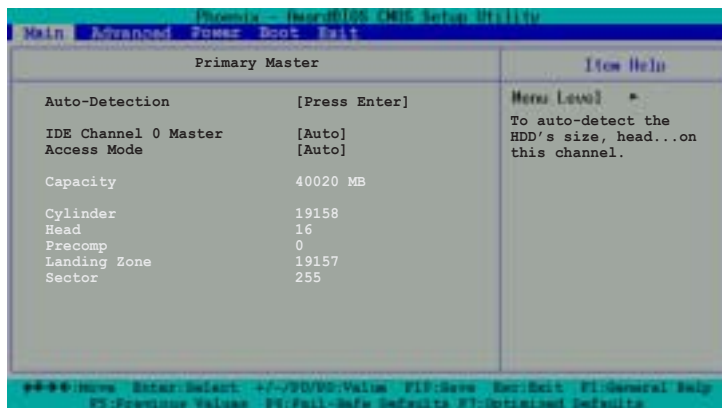 Phoenix - AwardBIOS CMOS Setup Utility
Main Advanced Power Boot Exit
Primary Master
Item Help
Auto-Detection [Press Enter]
IDE Channel 0 Master [Auto]
Access Mode [Auto]
Capacity 40020 MB
Cylinder 19158
Head 16
Precomp 0
Landing Zone 19157
Sector 255
Menu Level ►
To auto-detect the
HDD's size, head...on
this channel.
:Move Enter:Select +/-/PU/PD:Value F10:Save Esc:Exit F1:General Help
F5:Previous Values F6:Fail-Safe Defaults F7:Optimized Defaults